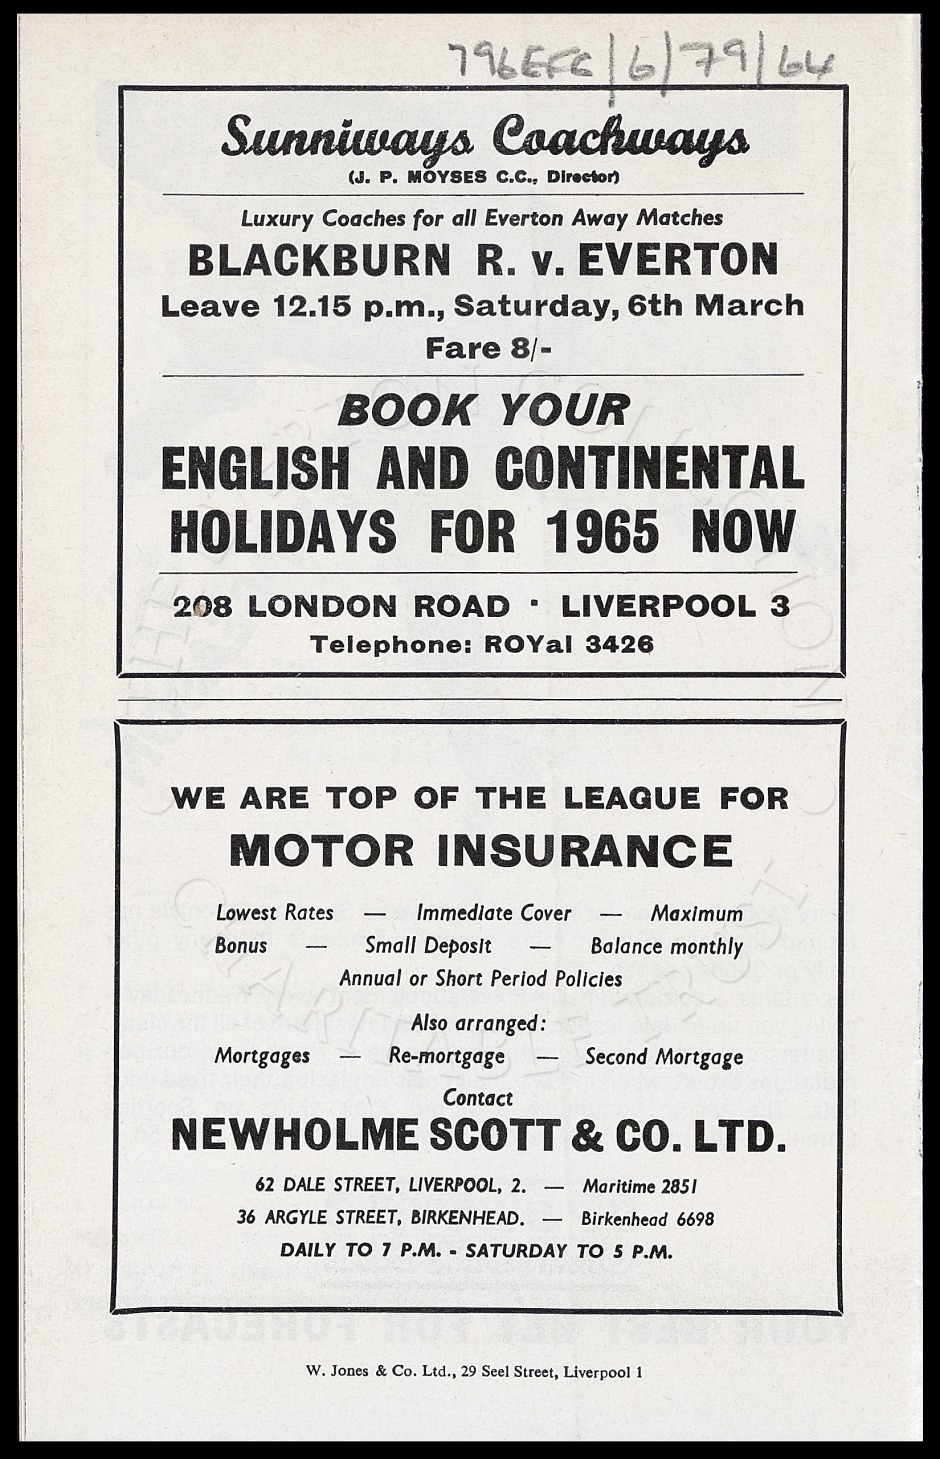 796EFC/6/79/64
Sunniways Coachways
(J. P. MOYSES C.C., Director)
Luxury Coaches for all Everton Away Matches
BLACKBURN R. v. EVERTON
Leave 12.15 p.m., Saturday, 6th March
Fare 8/-
BOOK YOUR
ENGLISH AND CONTINENTAL
HOLIDAYS FOR 1965 NOW
208 LONDON ROAD · LIVERPOOL 3
Telephone: ROYal 3426
WE ARE TOP OF THE LEAGUE FOR
MOTOR INSURANCE
Lowest Rates — Immediate Cover — Maximum
Bonus — Small Deposit — Balance monthly
Annual or Short Period Policies
Also arranged:
Mortgages — Re-mortgage — Second Mortgage
Contact
NEWHOLME SCOTT & CO. LTD.
62 DALE STREET, LIVERPOOL, 2. — Maritime 2851
36 ARGYLE STREET, BIRKENHEAD. — Birkenhead 6698
DAILY TO 7 P.M. - SATURDAY TO 5 P.M.
W. Jones & Co. Ltd., 29 Seel Street, Liverpool 1